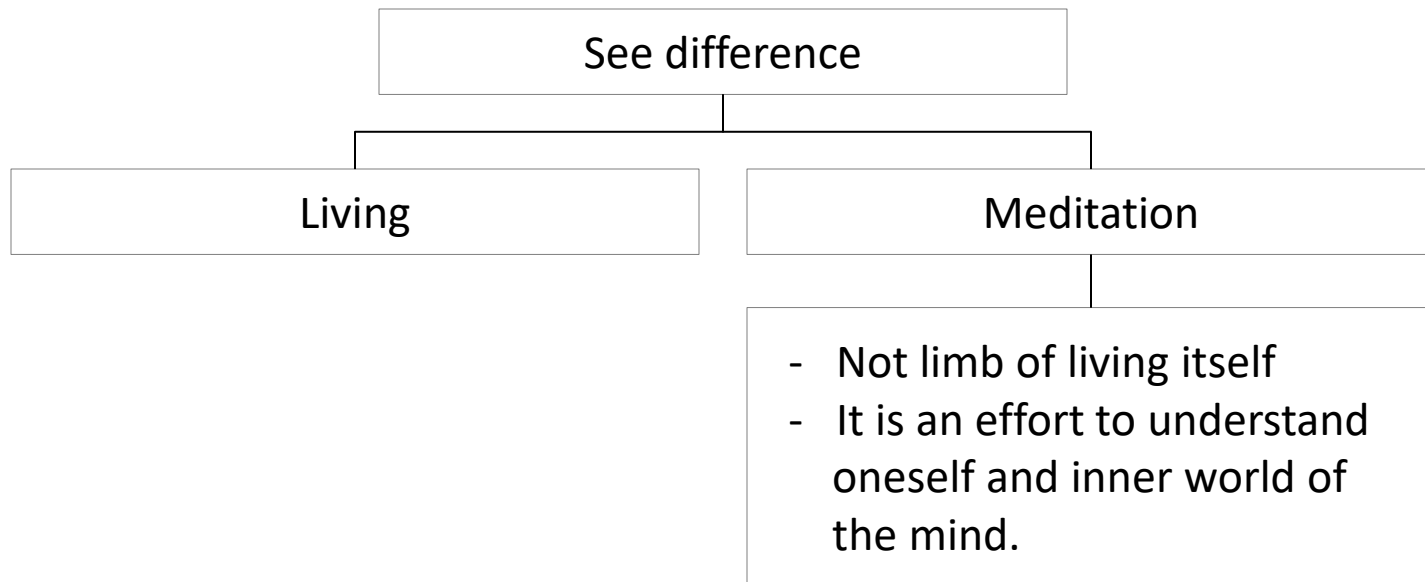 See difference
Living
Meditation
- Not limb of living itself
- It is an effort to understand
oneself and inner world of
the mind.